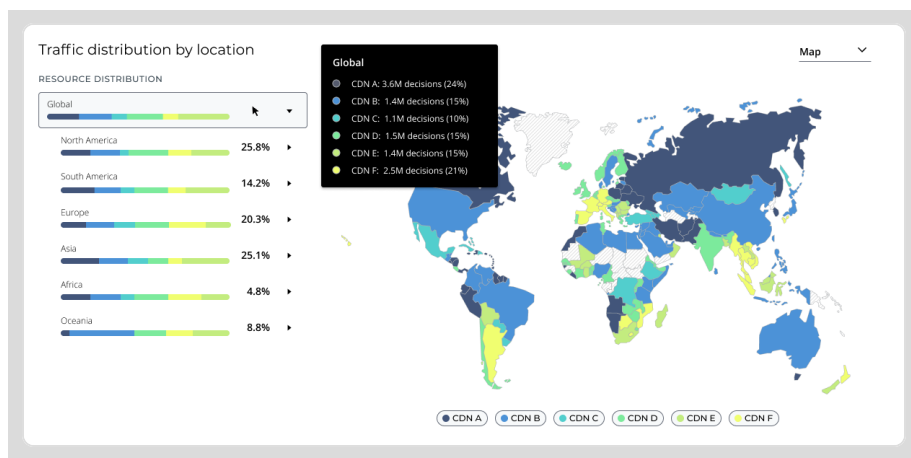 Traffic distribution by location
RESOURCE DISTRIBUTION
Global
North America
25.8%
South America
14.2%
Europe
20.3%
Asia
25.1%
Africa
4.8%
Oceania
8.8%
Global
CDN A: 3.6M decisions (24%)
CDN B: 1.4M decisions (15%)
CDN C: 1.1M decisions (10%)
CDN D: 1.5M decisions (15%)
CDN E: 1.4M decisions (15%)
CDN F: 2.5M decisions (21%)
Map
CDN A
CDN B
CDN C
CDN D
CDN E
CDN F